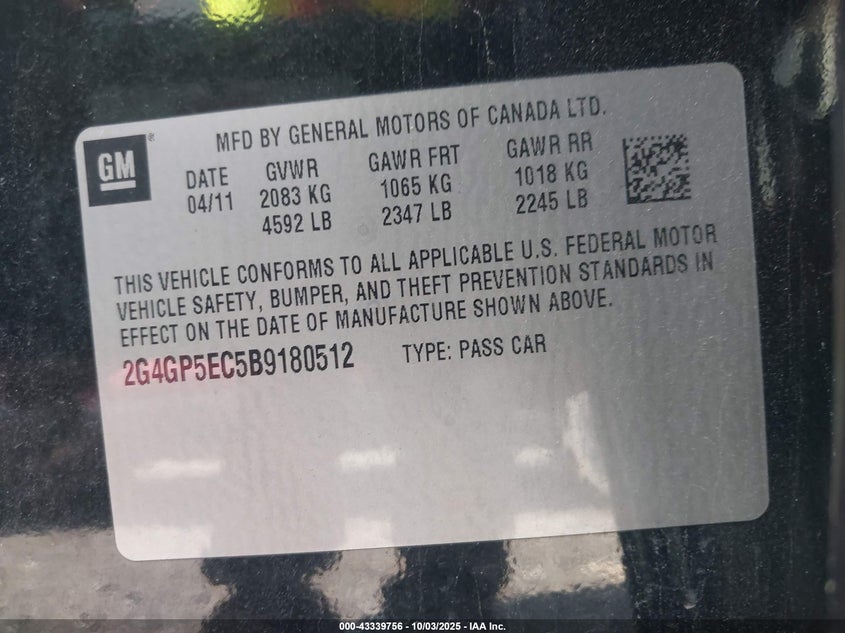 GM®
MFD BY GENERAL MOTORS OF CANADA LTD.
DATE GVWR GAWR FRT GAWR RR
04/11 2083 KG 1065 KG 1018 KG
4592 LB 2347 LB 2245 LB
THIS VEHICLE CONFORMS TO ALL APPLICABLE U.S. FEDERAL MOTOR
VEHICLE SAFETY, BUMPER, AND THEFT PREVENTION STANDARDS IN
EFFECT ON THE DATE OF MANUFACTURE SHOWN ABOVE.
2G4GP5EC5B9180512 TYPE: PASS CAR
000-43339756 - 10/03/2025 - IAA Inc.